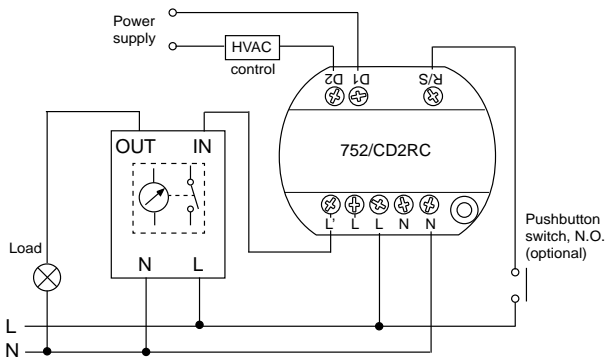 Power
supply
HVAC
control
D2
D1
R/S
OUT IN
752/CD2RC
L' L L N N
Load
N L
Pushbutton
switch, N.O.
(optional)
L
N